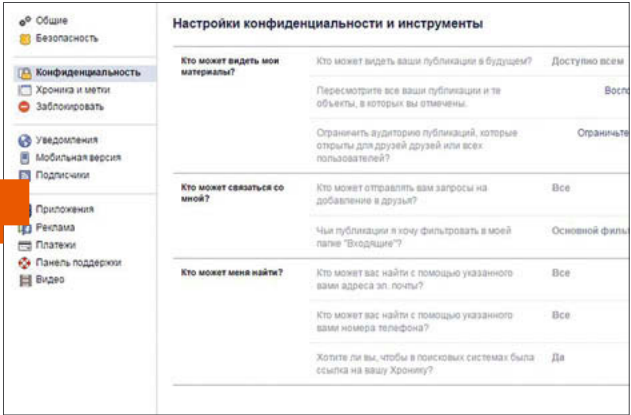 Общие
Безопасность
Конфиденциальность
Хроника и метки
Заблокировать
Уведомления
Мобильная версия
Подписчики
Приложения
Реклама
Платежи
Панель поддержки
Видео
Настройки конфиденциальности и инструменты
Кто может видеть мои
материалы?
Кто может видеть ваши публикации в будущем?
Доступно всем
Пересмотрите все ваши публикации и те
объекты, в которых вы отмечены.
Воспо
Ограничить аудиторию публикаций, которые
открыты для друзей друзей или всех
пользователей?
Ограничьте
Кто может связаться со
мной?
Кто может отправлять вам запросы на
добавление в друзья?
Все
Чьи публикации я хочу фильтровать в моей
папке "Входящие"?
Основной фильт
Кто может меня найти?
Кто может вас найти с помощью указанного
вами адреса эл. почты?
Все
Кто может вас найти с помощью указанного
вами номера телефона?
Все
Хотите ли вы, чтобы в поисковых системах была
ссылка на вашу Хронику?
Да